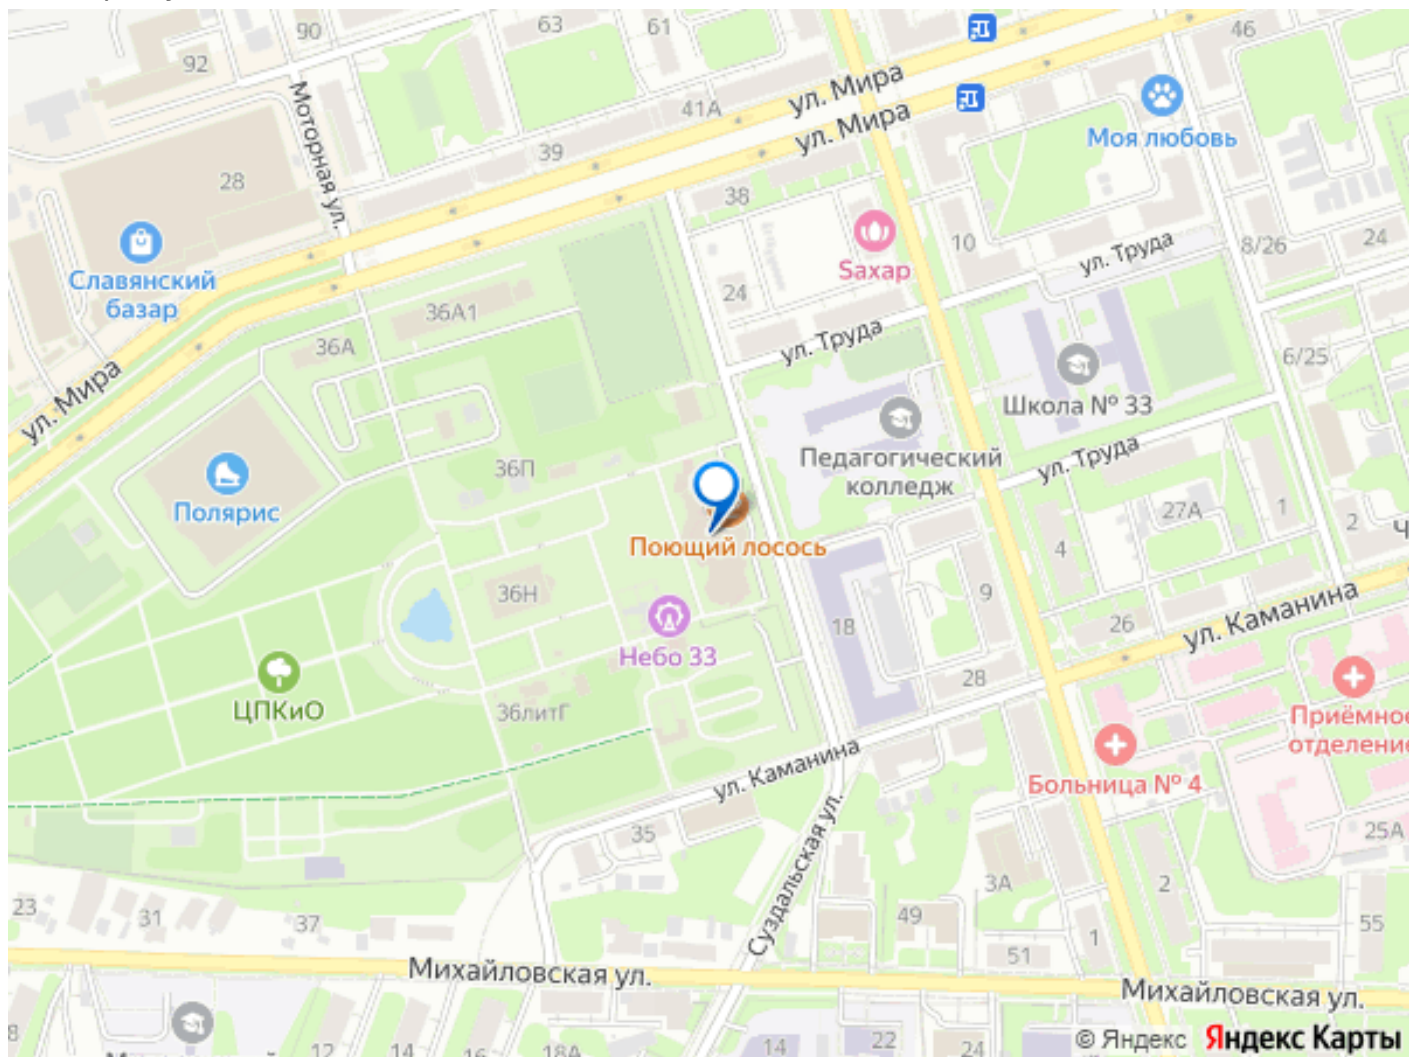 90
63
61
46
92
Моторная ул.
41А
ул. Мира
ул. Мира
Моя любовь
39
28
38
Saxap
10
ул. Труда
8/26
24
Славянский
базар
24
36А1
36А
ул. Труда
6/25
ул. Мира
Школа № 33
Педагогический
колледж
ул. Труда
36П
Полярис
27А
1
2
Ч
Поющий лосось
4
36Н
9
ул. Каманина
26
18
Небо 33
28
ЦПКиО
36литГ
Приёмное
отделение
ул. Каманина
Больница № 4
35
25А
Суздальская ул.
3А
2
23
31
37
49
55
1
51
Михайловская ул.
Михайловская ул.
8
12
14
16
18А
14
22
24
© Яндекс Яндекс Карты